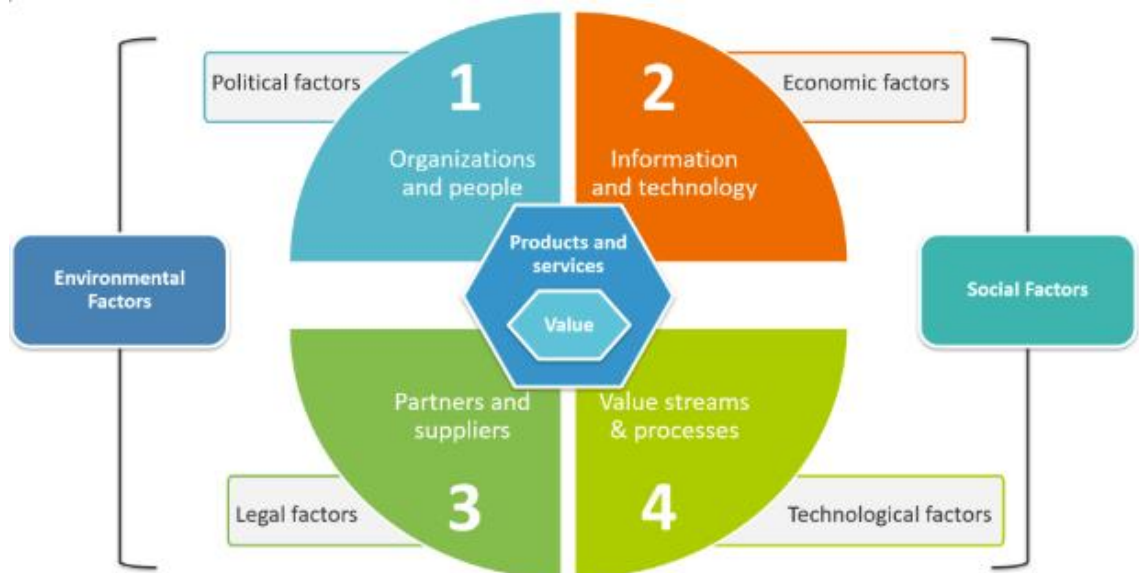 Political factors
1
2
Economic factors
Organizations
and people
Information
and technology
Products and
services
Value
Environmental
Factors
Social Factors
Partners and
suppliers
Value streams
& processes
Legal factors
3
4
Technological factors